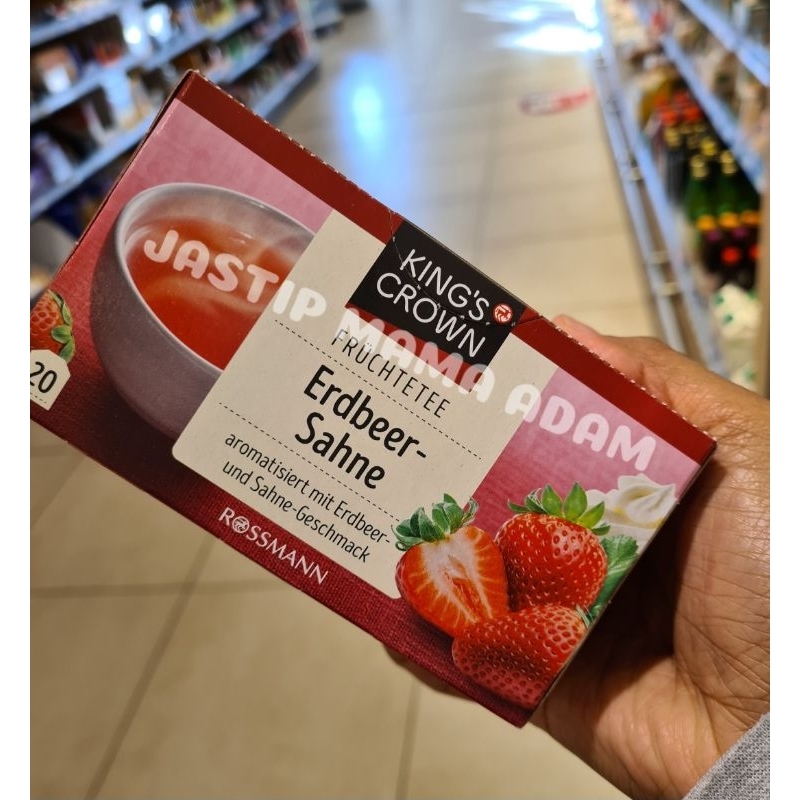 KING'S
CROWN
FRÜCHTETEE
Erdbeer-
Sahne
aromatisiert mit Erdbeer-
und Sahne-Geschmack
ROSSMANN
20
JASTIP MAMA ADAM